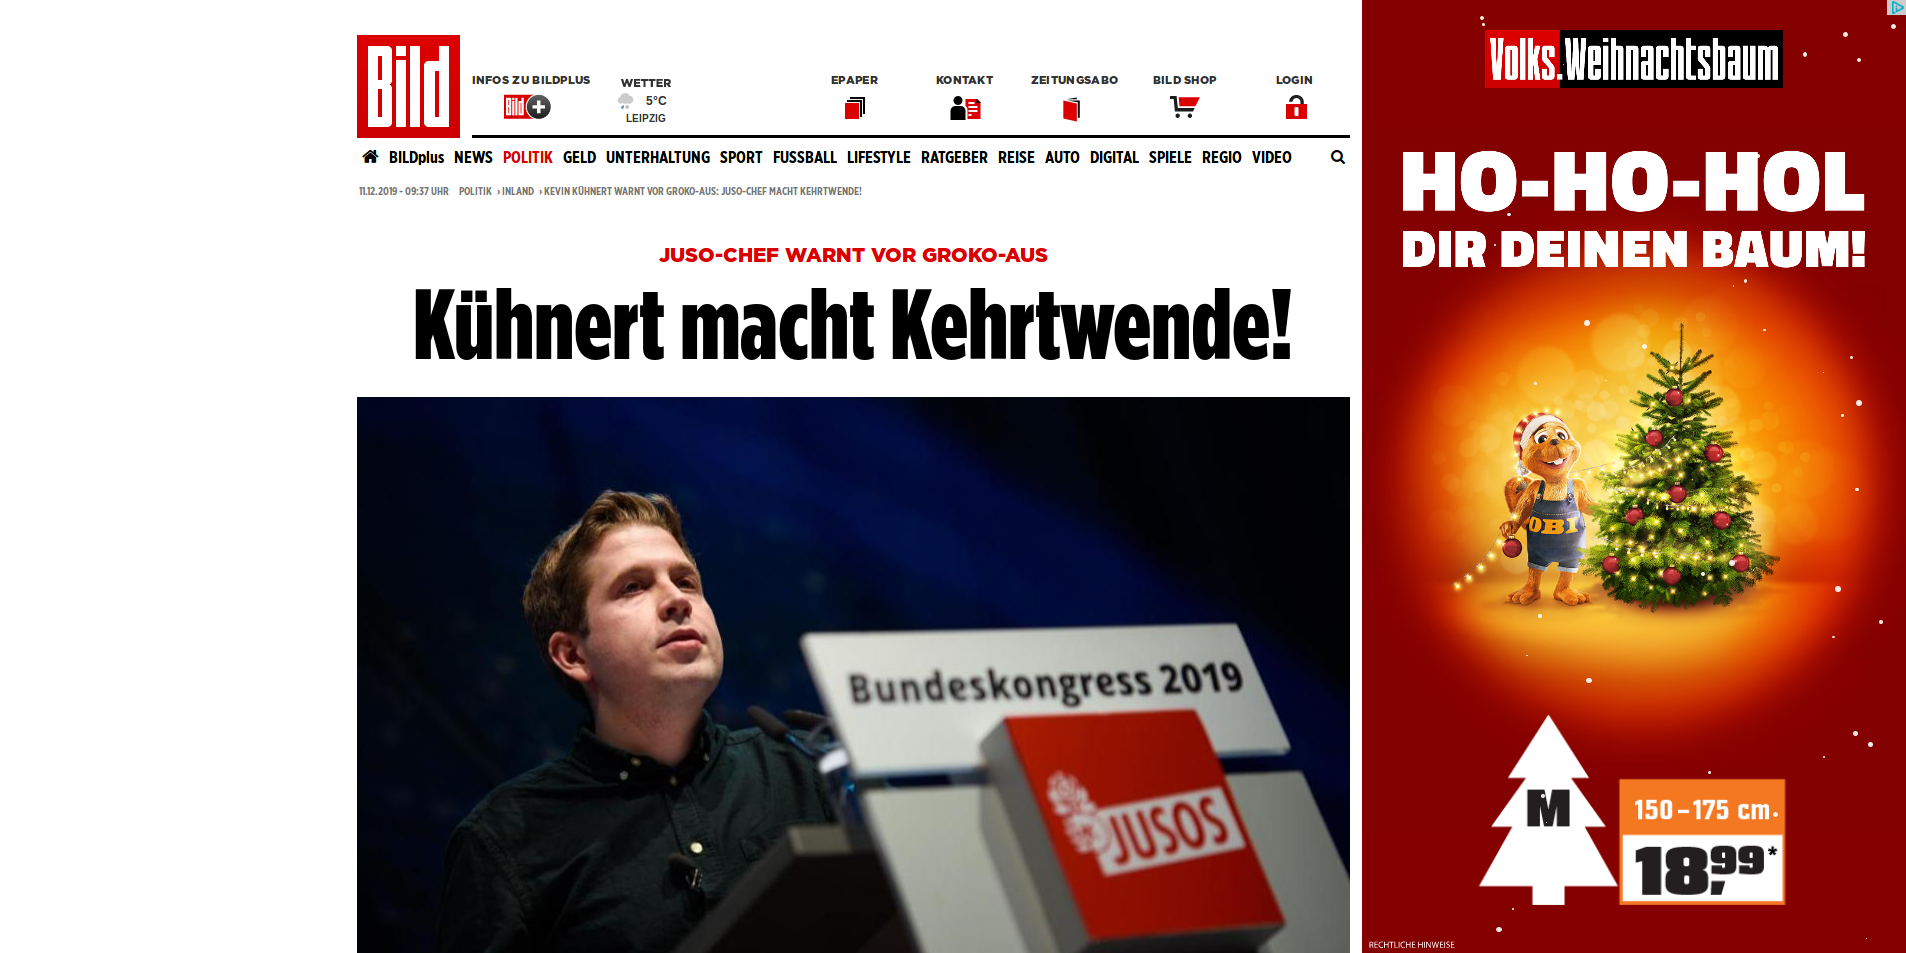 Bild
INFOS ZU BILDPLUS
Bild
WETTER
5°C
LEIPZIG
EPAPER
KONTAKT
ZEITUNGSABO
BILD SHOP
LOGIN
BILDplus NEWS POLITIK GELD UNTERHALTUNG SPORT FUSSBALL LIFESTYLE RATGEBER REISE AUTO DIGITAL SPIELE REGIO VIDEO
11.12.2019 - 09:37 UHR POLITIK › INLAND › KEVIN KÜHNERT WARNT VOR GROKO-AUS: JUSO-CHEF MACHT KEHRTWENDE!
JUSO-CHEF WARNT VOR GROKO-AUS
Kühnert macht Kehrtwende!
Bundeskongress 2019
JUSOS
Volks.Weihnachtsbaum
HO-HO-HOL
DIR DEINEN BAUM!
OBI
M
150 – 175 cm.
18,99*
RECHTLICHE HINWEISE